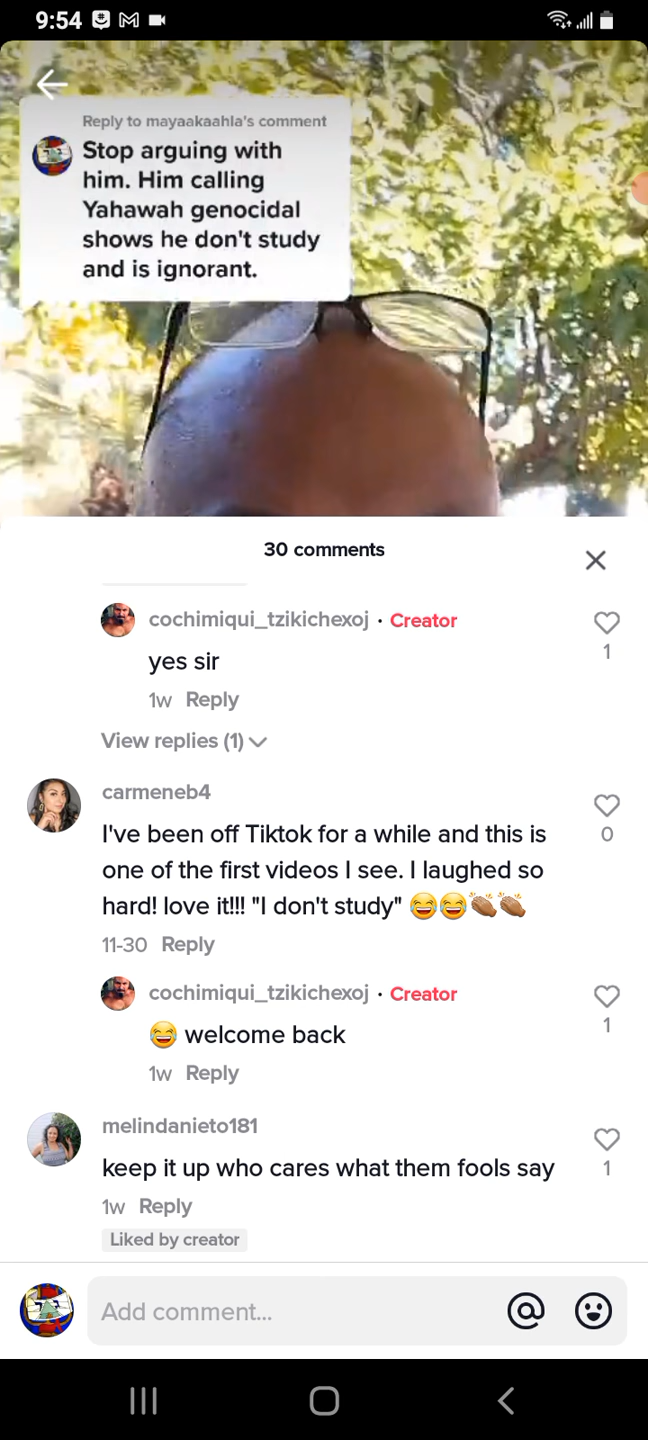 9:54
Reply to mayaakaahla's comment
Stop arguing with
him. Him calling
Yahawah genocidal
shows he don't study
and is ignorant.
30 comments
cochimiqui_tzikichexoj · Creator
yes sir
1
1w Reply
View replies (1)
carmeneb4
I've been off Tiktok for a while and this is
one of the first videos I see. I laughed so
hard! love it!!! "I don't study" 😂😂👏🏽👏🏽
0
11-30 Reply
cochimiqui_tzikichexoj · Creator
😂 welcome back
1
1w Reply
melindanieto181
keep it up who cares what them fools say
1
1w Reply
Liked by creator
Add comment...